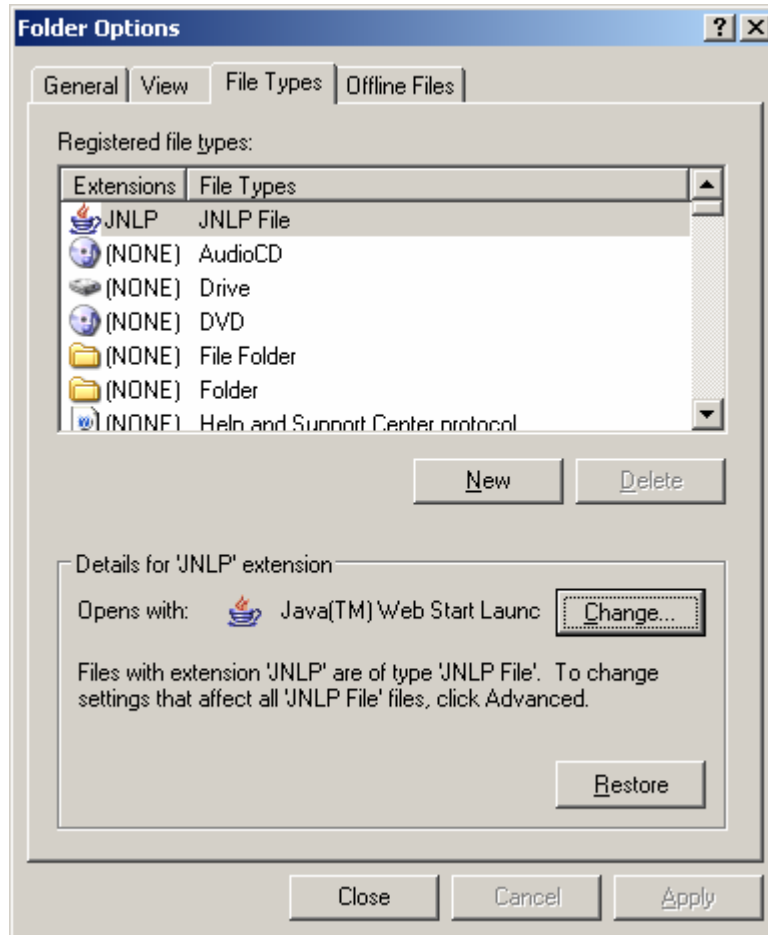 Folder Options
General View File Types Offline Files
Registered file types:
Extensions File Types
JNLP JNLP File
(NONE) AudioCD
(NONE) Drive
(NONE) DVD
(NONE) File Folder
(NONE) Folder
(NONE) Help and Support Center protocol
New Delete
Details for 'JNLP' extension
Opens with: Java(TM) Web Start Launc Change...
Files with extension 'JNLP' are of type 'JNLP File'. To change
settings that affect all 'JNLP File' files, click Advanced.
Restore
Close Cancel Apply